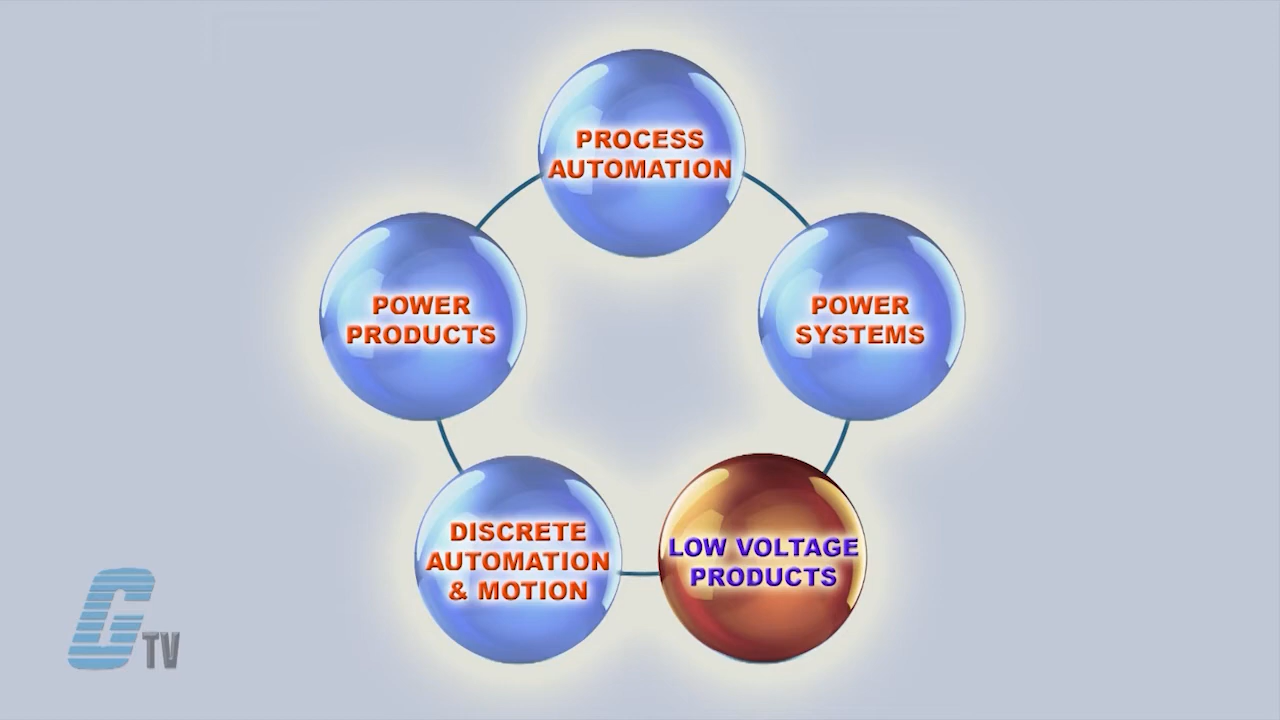 PROCESS
AUTOMATION
POWER
PRODUCTS
POWER
SYSTEMS
DISCRETE
AUTOMATION
& MOTION
LOW VOLTAGE
PRODUCTS
G TV